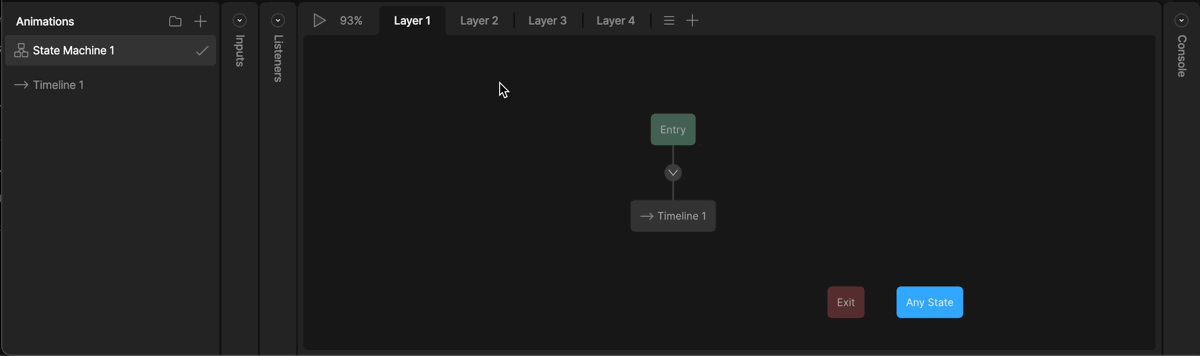 Animations
State Machine 1
Timeline 1
Inputs
Listeners
93%
Layer 1
Layer 2
Layer 3
Layer 4
Entry
Timeline 1
Exit
Any State
Console